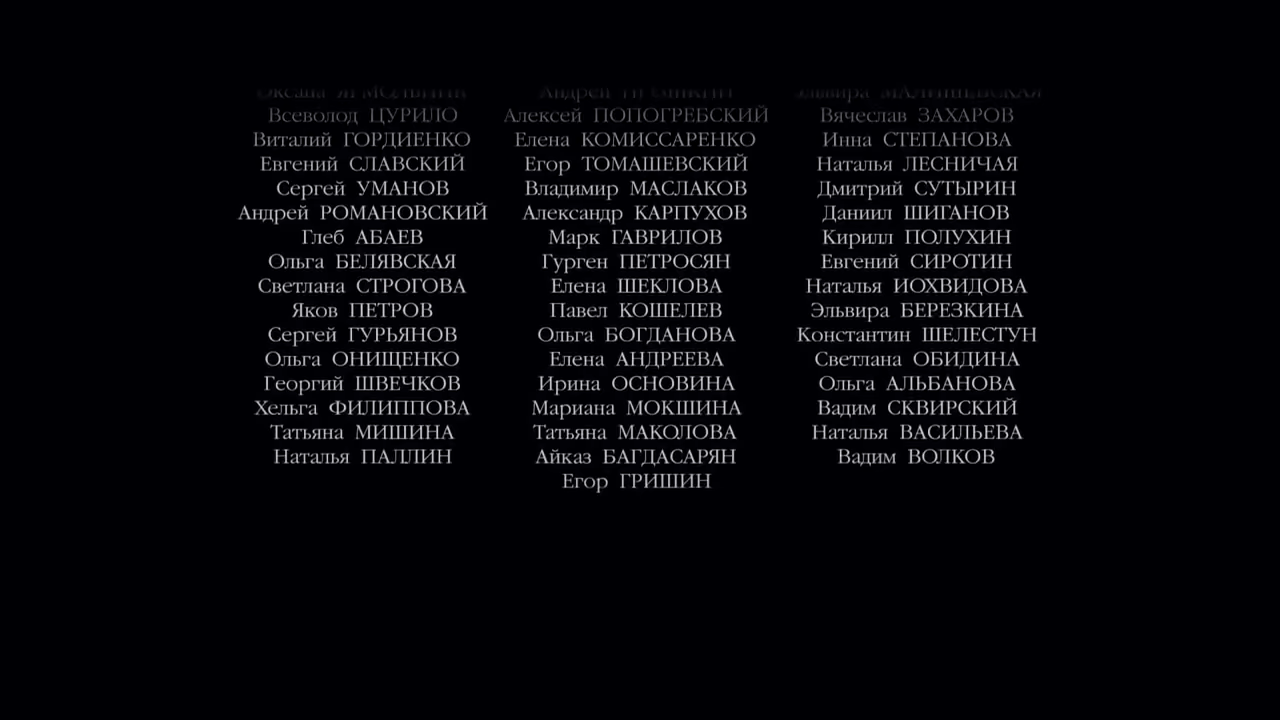 Всеволод ЦУРИЛО Алексей ПОПОГРЕБСКИЙ Вячеслав ЗАХАРОВ
Виталий ГОРДИЕНКО Елена КОМИССАРЕНКО Инна СТЕПАНОВА
Евгений СЛАВСКИЙ Егор ТОМАШЕВСКИЙ Наталья ЛЕСНИЧАЯ
Сергей УМАНОВ Владимир МАСЛАКОВ Дмитрий СУТЫРИН
Андрей РОМАНОВСКИЙ Александр КАРПУХОВ Даниил ШИГАНОВ
Глеб АБАЕВ Марк ГАВРИЛОВ Кирилл ПОЛУХИН
Ольга БЕЛЯВСКАЯ Гурген ПЕТРОСЯН Евгений СИРОТИН
Светлана СТРОГОВА Елена ШЕКЛОВА Наталья ИОХВИДОВА
Яков ПЕТРОВ Павел КОШЕЛЕВ Эльвира БЕРЕЗКИНА
Сергей ГУРЬЯНОВ Ольга БОГДАНОВА Константин ШЕЛЕСТУН
Ольга ОНИЩЕНКО Елена АНДРЕЕВА Светлана ОБИДИНА
Георгий ШВЕЧКОВ Ирина ОСНОВИНА Ольга АЛЬБАНОВА
Хельга ФИЛИППОВА Мариана МОКШИНА Вадим СКВИРСКИЙ
Татьяна МИШИНА Татьяна МАКОЛОВА Наталья ВАСИЛЬЕВА
Наталья ПАЛЛИН Айказ БАГДАСАРЯН Вадим ВОЛКОВ
Егор ГРИШИН